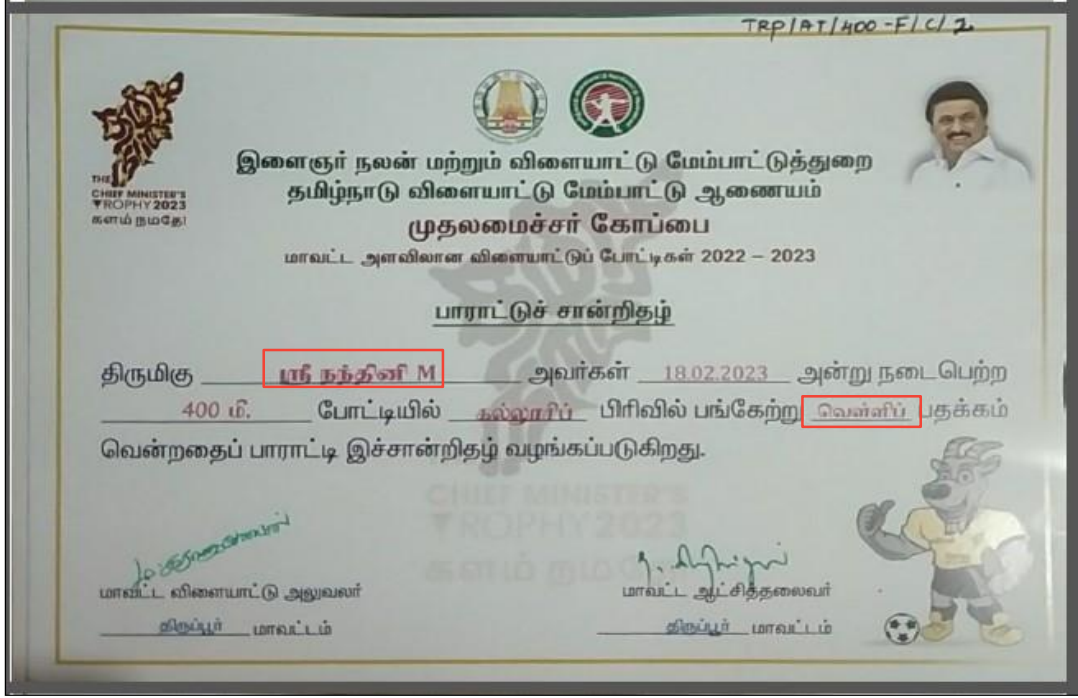 TRP/AT/400-F/C/2
THE
CHIEF MINISTER'S
TROPHY 2023
களம் நமதே!
இளைஞர் நலன் மற்றும் விளையாட்டு மேம்பாட்டுத்துறை
தமிழ்நாடு விளையாட்டு மேம்பாட்டு ஆணையம்
முதலமைச்சர் கோப்பை
மாவட்ட அளவிலான விளையாட்டுப் போட்டிகள் 2022 – 2023
பாராட்டுச் சான்றிதழ்
திருமிகு ஸ்ரீ நந்தினி M அவர்கள் 18.02.2023 அன்று நடைபெற்ற
400 மீ. போட்டியில் கல்லூரிப் பிரிவில் பங்கேற்று வெள்ளிப் பதக்கம்
வென்றதைப் பாராட்டி இச்சான்றிதழ் வழங்கப்படுகிறது.
CHIEF MINISTER'S
TROPHY 2023
களம் நமதே!
மாவட்ட விளையாட்டு அலுவலர்
திருப்பூர் மாவட்டம்
மாவட்ட ஆட்சித்தலைவர்
திருப்பூர் மாவட்டம்